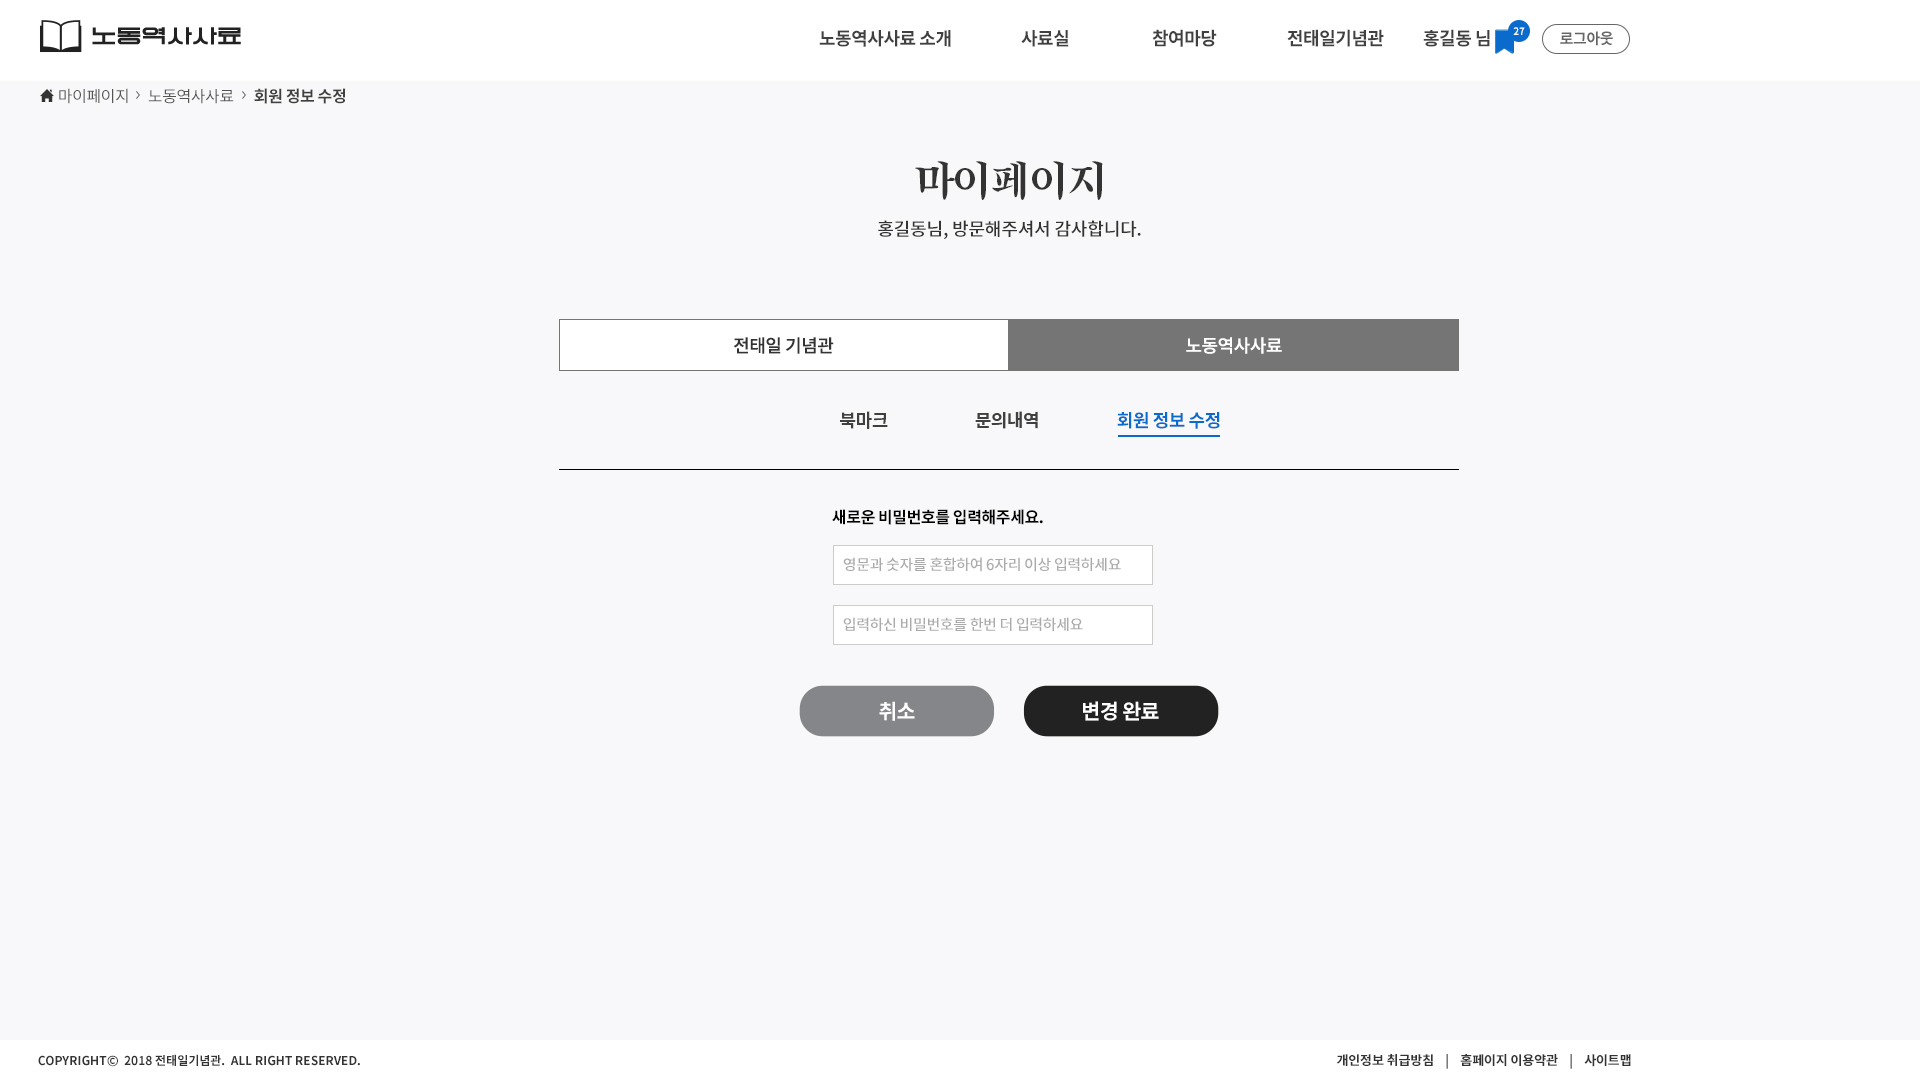 노동역사사료
노동역사사료 소개 사료실 참여마당 전태일기념관 홍길동 님 27 로그아웃
마이페이지 > 노동역사사료 > 회원 정보 수정
마이페이지
홍길동님, 방문해주셔서 감사합니다.
전태일 기념관 노동역사사료
북마크 문의내역 회원 정보 수정
새로운 비밀번호를 입력해주세요.
영문과 숫자를 혼합하여 6자리 이상 입력하세요
입력하신 비밀번호를 한번 더 입력하세요
취소 변경 완료
COPYRIGHT© 2018 전태일기념관. ALL RIGHT RESERVED. 개인정보 취급방침 | 홈페이지 이용약관 | 사이트맵